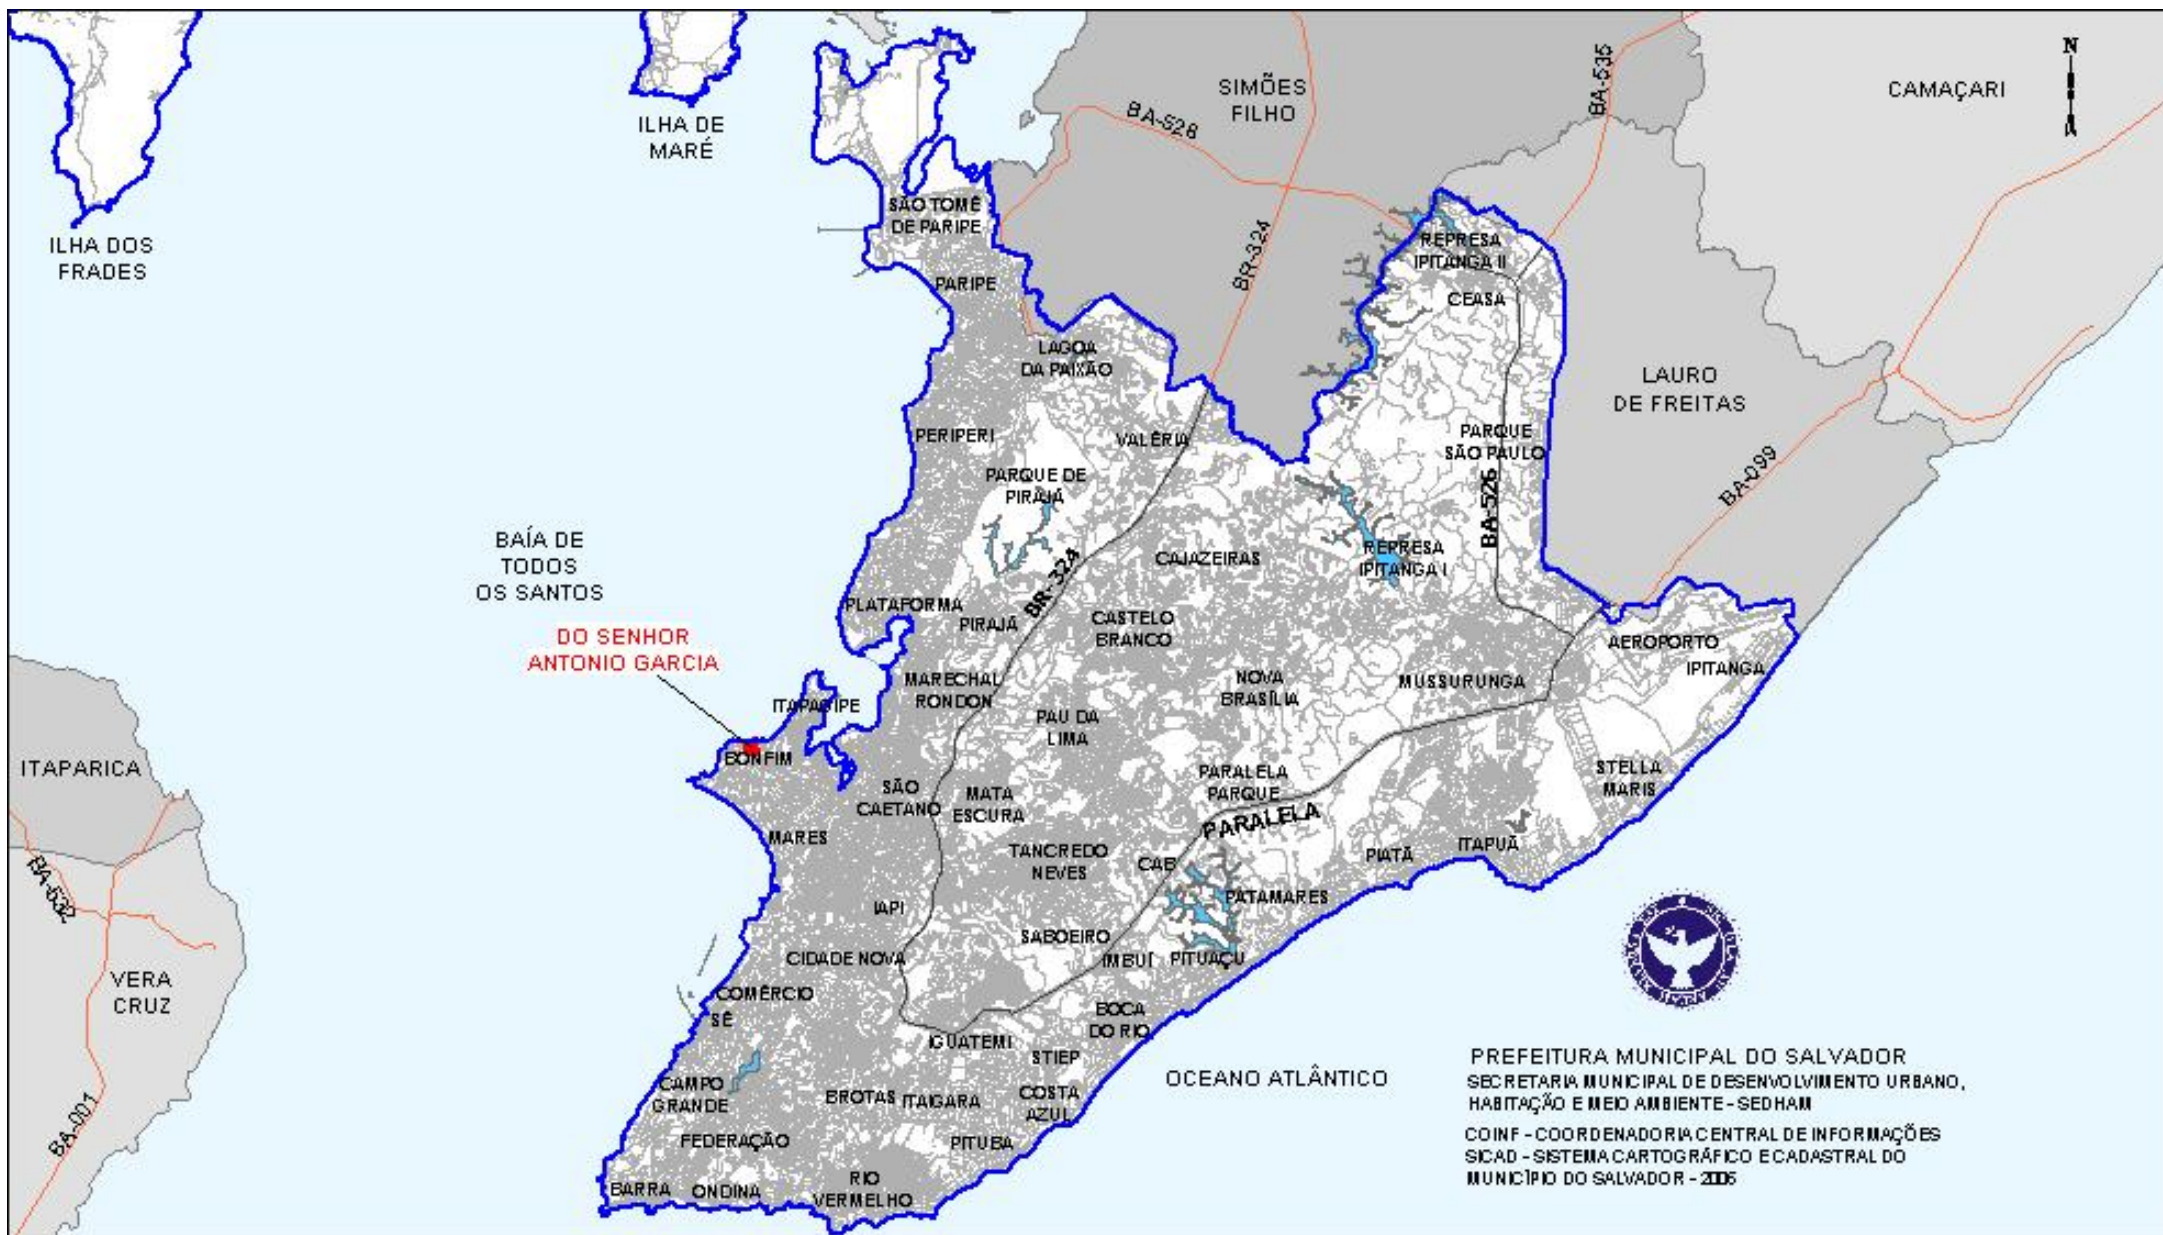 SIMÕES
FILHO
CAMAÇARI
N
BA-535
BA-528
ILHA DE
MARÉ
ILHA DOS
FRADES
SÃO TOMÉ
DE PARIPE
BR-324
REPRESA
IPITANGA II
PARIPE
CEASA
LAGOA
DA PAIXÃO
LAURO
DE FREITAS
PERIPERI
VALÉRIA
PARQUE
SÃO PAULO
PARQUE DE
PIRAJÁ
BA-526
BA-099
BAÍA DE
TODOS
OS SANTOS
CAJAZEIRAS
REPRESA
IPITANGA I
BR-324
PLATAFORMA
PIRAJÁ
CASTELO
BRANCO
DO SENHOR
ANTONIO GARCIA
AEROPORTO
IPITANGA
MARECHAL
RONDON
NOVA
BRASÍLIA
MUSSURUNGA
ITAPAGIPE
PAU DA
LIMA
BONFIM
ITAPARICA
PARALELA
PARQUE
STELLA
MARIS
SÃO
CAETANO
MATA
ESCURA
PARALELA
MARES
TANCREDO
NEVES
CAB
PIATÃ
ITAPUÃ
BA-532
PATAMARES
IAPI
SABOEIRO
CIDADE NOVA
IMBUÍ
PITUAÇU
VERA
CRUZ
COMÉRCIO
SÉ
BOCA
DO RIO
IGUATEMI
STIEP
OCEANO ATLÂNTICO
CAMPO
GRANDE
BROTAS
ITAIGARA
COSTA
AZUL
BA-001
FEDERAÇÃO
PITUBA
BARRA
ONDINA
RIO
VERMELHO
PREFEITURA MUNICIPAL DO SALVADOR
SECRETARIA MUNICIPAL DE DESENVOLVIMENTO URBANO,
HABITAÇÃO E MEIO AMBIENTE - SEDHAM
COINF - COORDENADORIA CENTRAL DE INFORMAÇÕES
SICAD - SISTEMA CARTOGRÁFICO E CADASTRAL DO
MUNICÍPIO DO SALVADOR - 2006